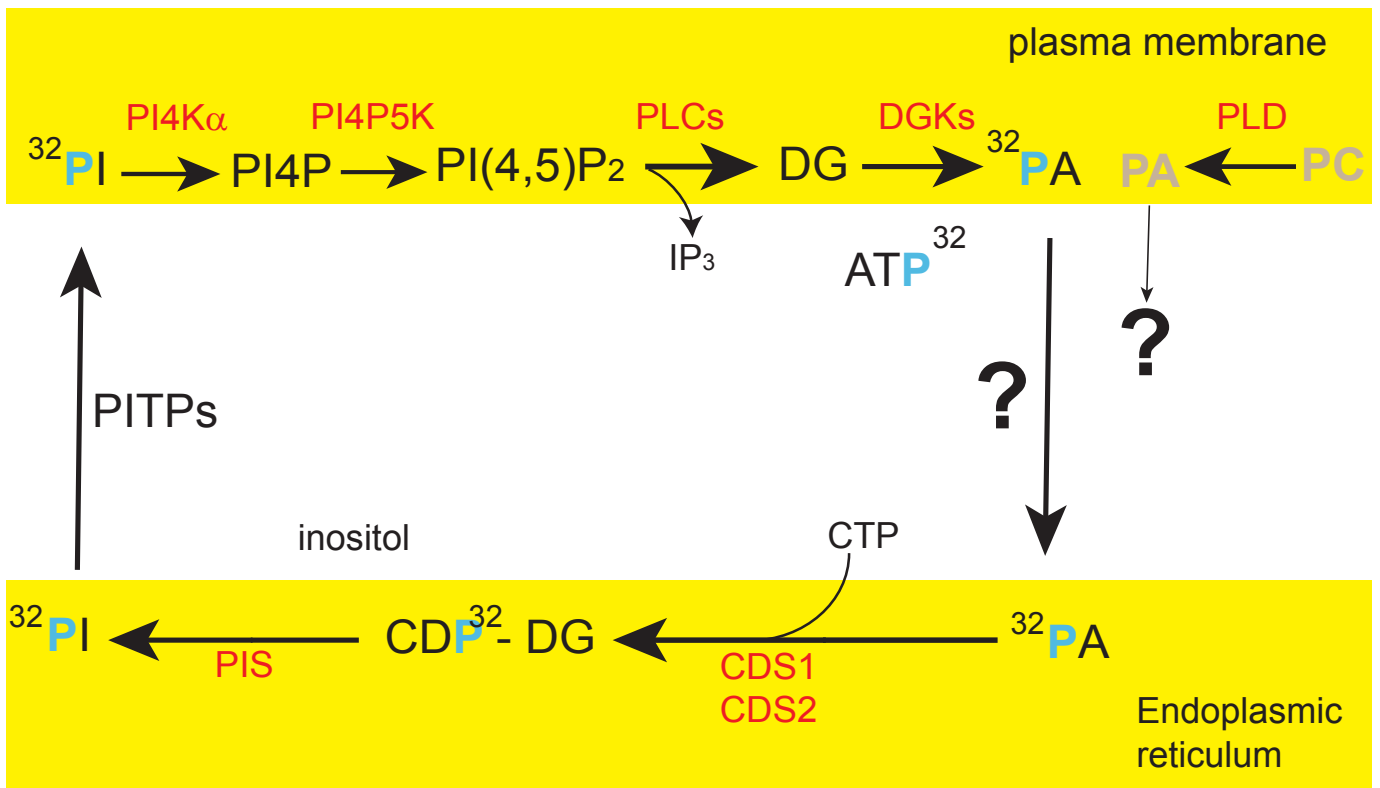 plasma membrane
PI4Kα PI4P5K PLCs DGKs PLD
³²PI PI4P PI(4,5)P₂ DG ³²PA PA PC
IP₃
ATP³²
?
?
PITPs
inositol CTP
³²PI CDP³²- DG ³²PA
PIS CDS1
CDS2
Endoplasmic
reticulum